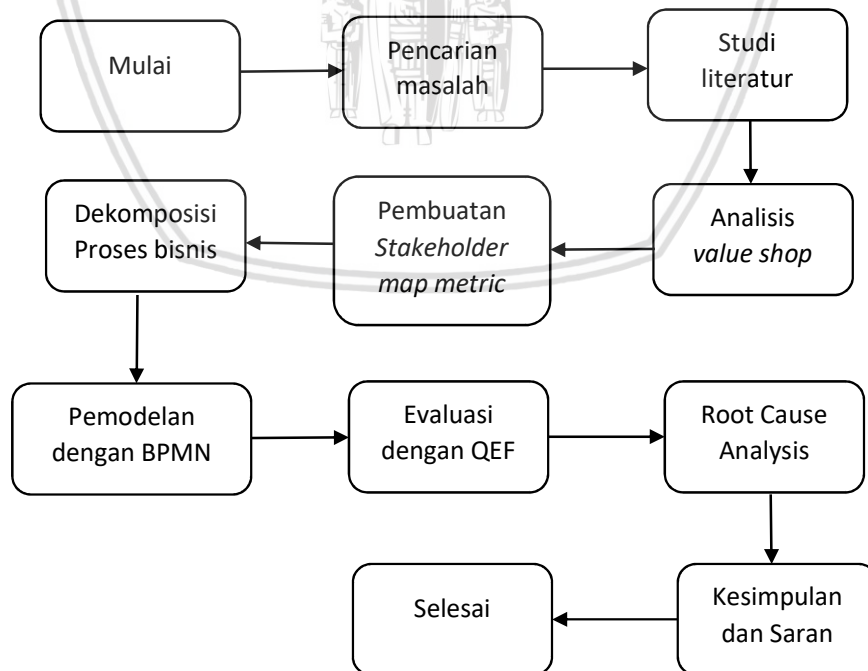 Mulai
Pencarian
masalah
Studi
literatur
Analisis
value shop
Pembuatan
Stakeholder
map metric
Dekomposisi
Proses bisnis
Pemodelan
dengan BPMN
Evaluasi
dengan QEF
Root Cause
Analysis
Kesimpulan
dan Saran
Selesai